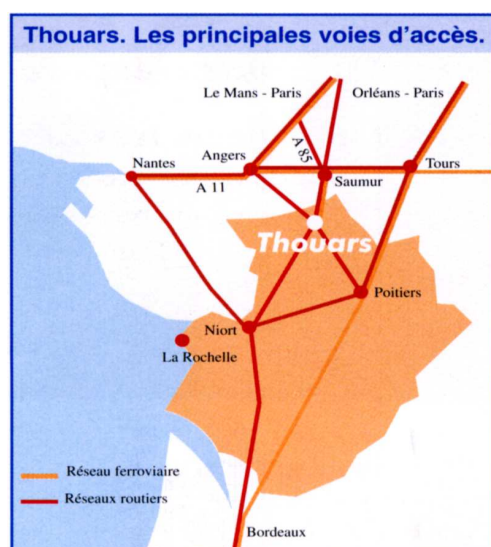 Thouars. Les principales voies d'accès.
Le Mans - Paris
Orléans - Paris
Nantes
Angers
A 85
Tours
A 11
Saumur
Thouars
Poitiers
Niort
La Rochelle
Réseau ferroviaire
Réseaux routiers
Bordeaux